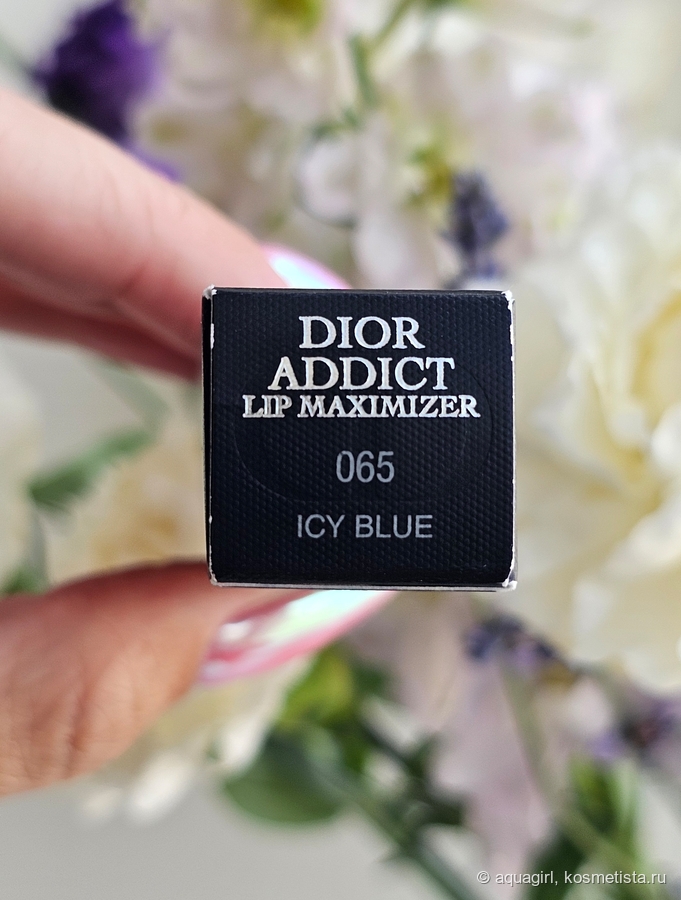 DIOR
ADDICT
LIP MAXIMIZER
065
ICY BLUE
© aquagirl, kosmetista.ru